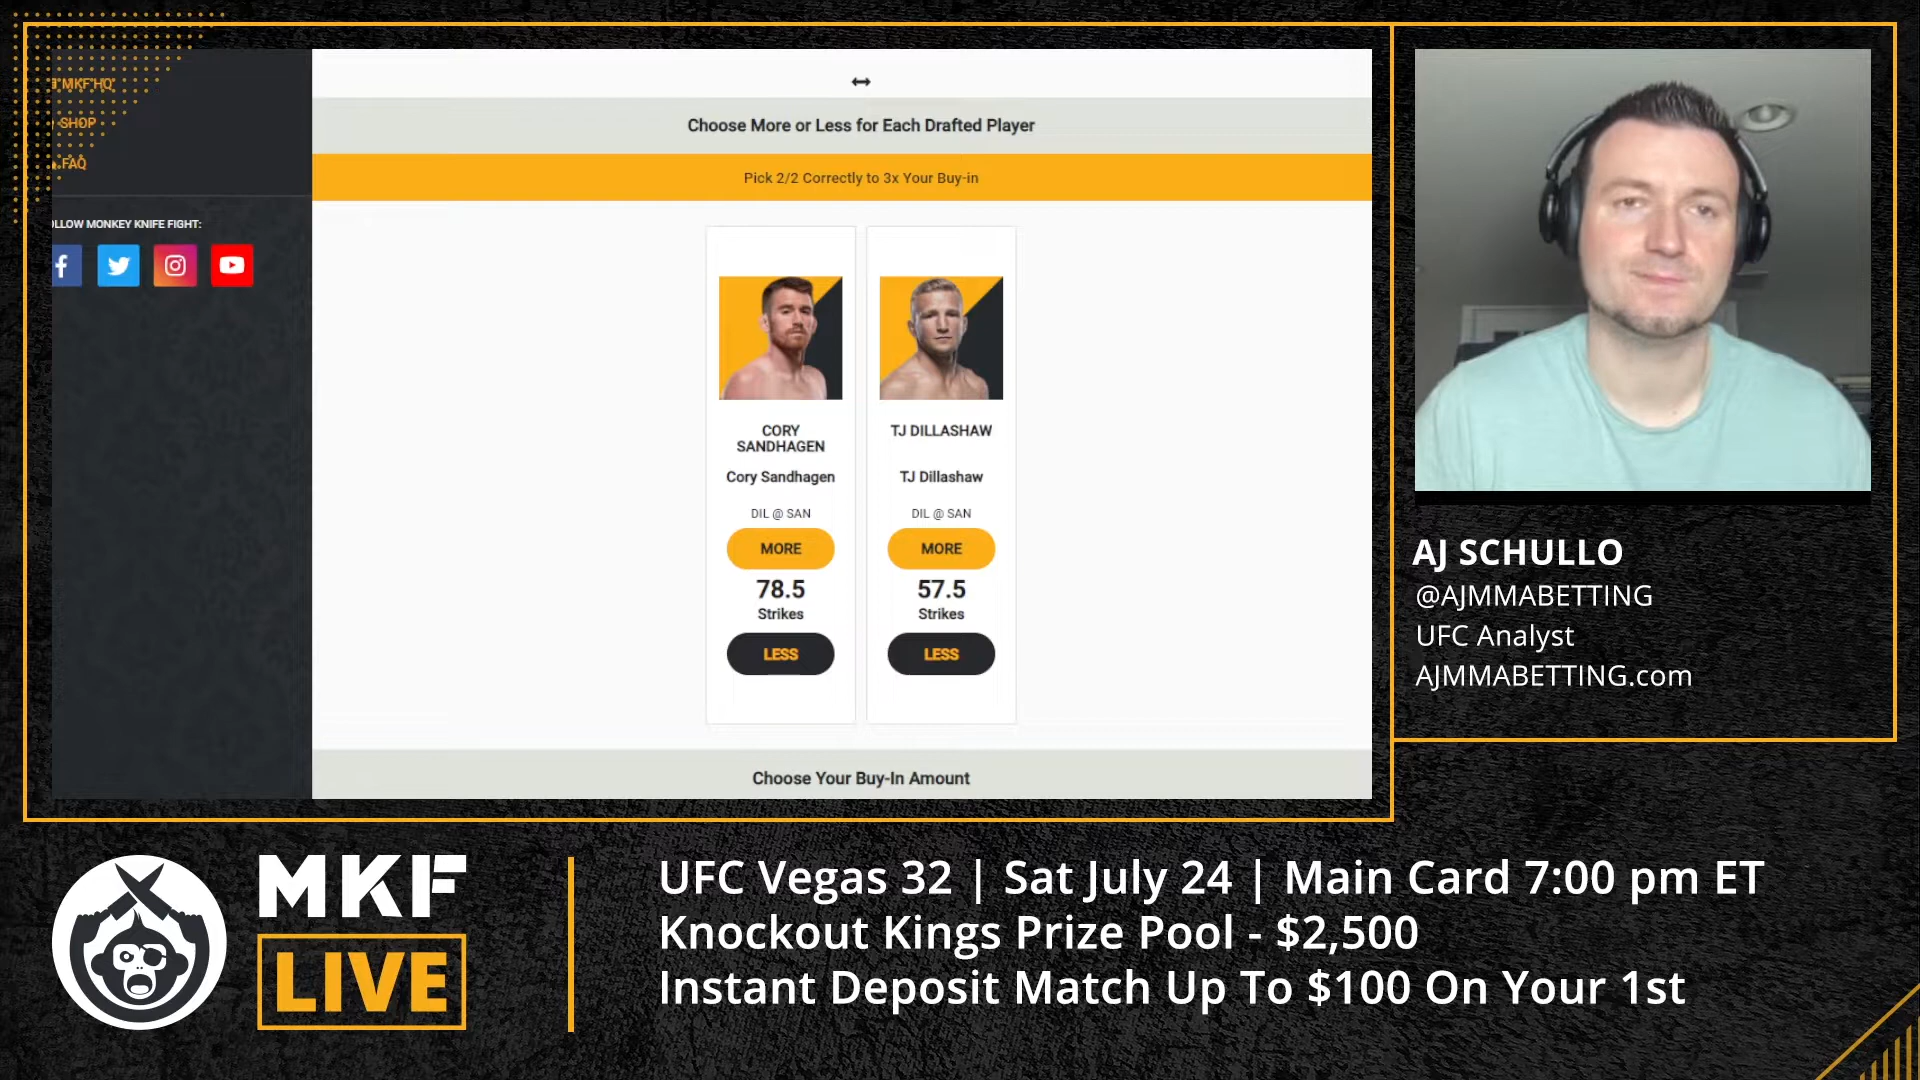 MKF HQ
SHOP
FAQ
OLLOW MONKEY KNIFE FIGHT:
Choose More or Less for Each Drafted Player
Pick 2/2 Correctly to 3x Your Buy-in
CORY
SANDHAGEN
Cory Sandhagen
DIL @ SAN
MORE
78.5
Strikes
LESS
TJ DILLASHAW
TJ Dillashaw
DIL @ SAN
MORE
57.5
Strikes
LESS
Choose Your Buy-In Amount
AJ SCHULLO
@AJMMABETTING
UFC Analyst
AJMMABETTING.com
MKF
LIVE
UFC Vegas 32 | Sat July 24 | Main Card 7:00 pm ET
Knockout Kings Prize Pool - $2,500
Instant Deposit Match Up To $100 On Your 1st